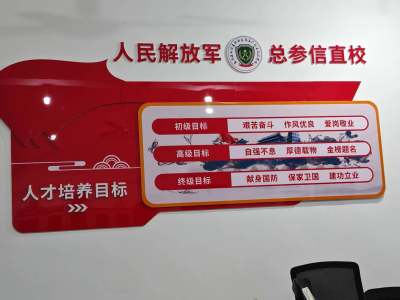 人民解放军 总参信直校
初级目标 艰苦奋斗 作风优良 爱岗敬业
高级目标 自强不息 厚德载物 金榜题名
终级目标 献身国防 保家卫国 建功立业
人才培养目标